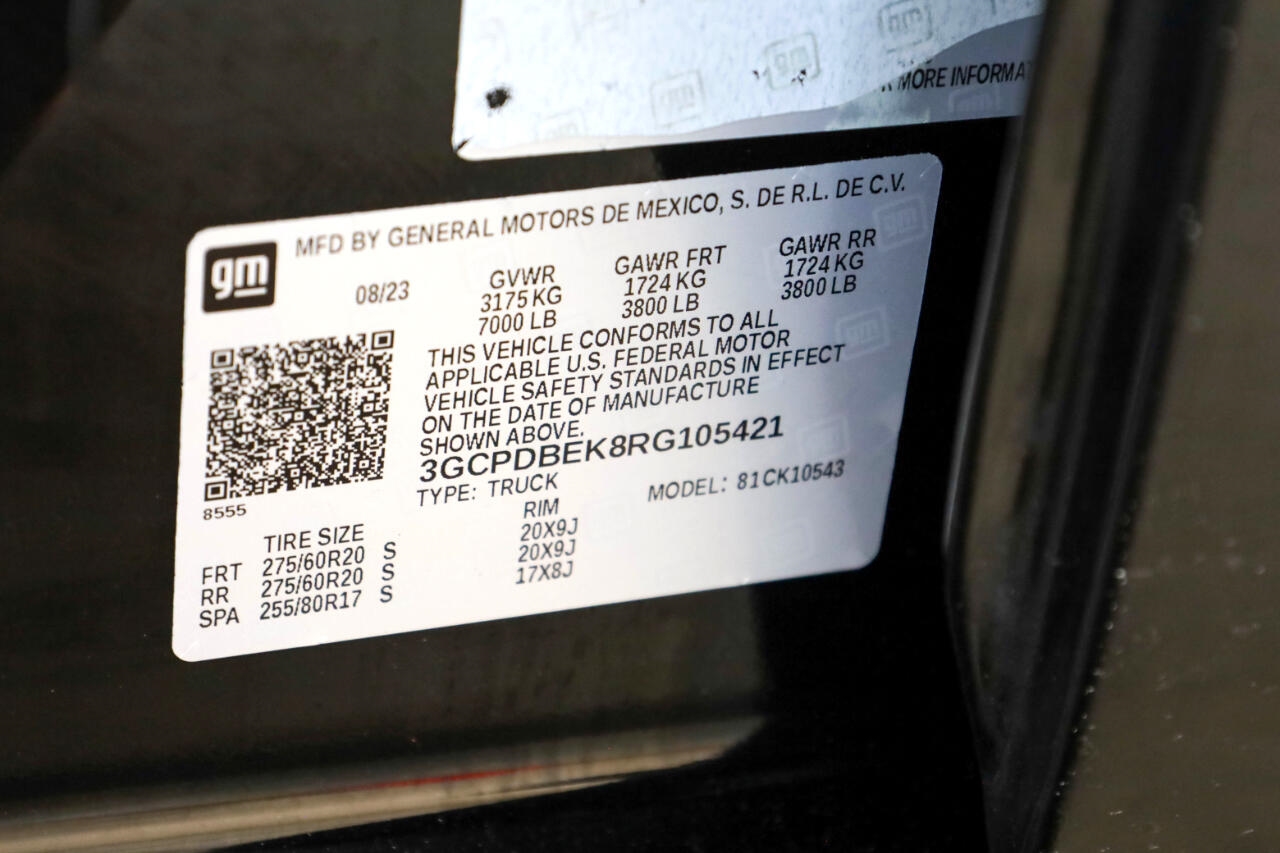 MORE INFORMA
MFD BY GENERAL MOTORS DE MEXICO, S. DE R.L. DE C.V.
gm
08/23
GVWR
3175 KG
7000 LB
GAWR FRT
1724 KG
3800 LB
GAWR RR
1724 KG
3800 LB
THIS VEHICLE CONFORMS TO ALL
APPLICABLE U.S. FEDERAL MOTOR
VEHICLE SAFETY STANDARDS IN EFFECT
ON THE DATE OF MANUFACTURE
SHOWN ABOVE.
3GCPDBEK8RG105421
TYPE: TRUCK
MODEL: 81CK10543
8555
TIRE SIZE RIM
FRT 275/60R20 S 20X9J
RR 275/60R20 S 20X9J
SPA 255/80R17 S 17X8J